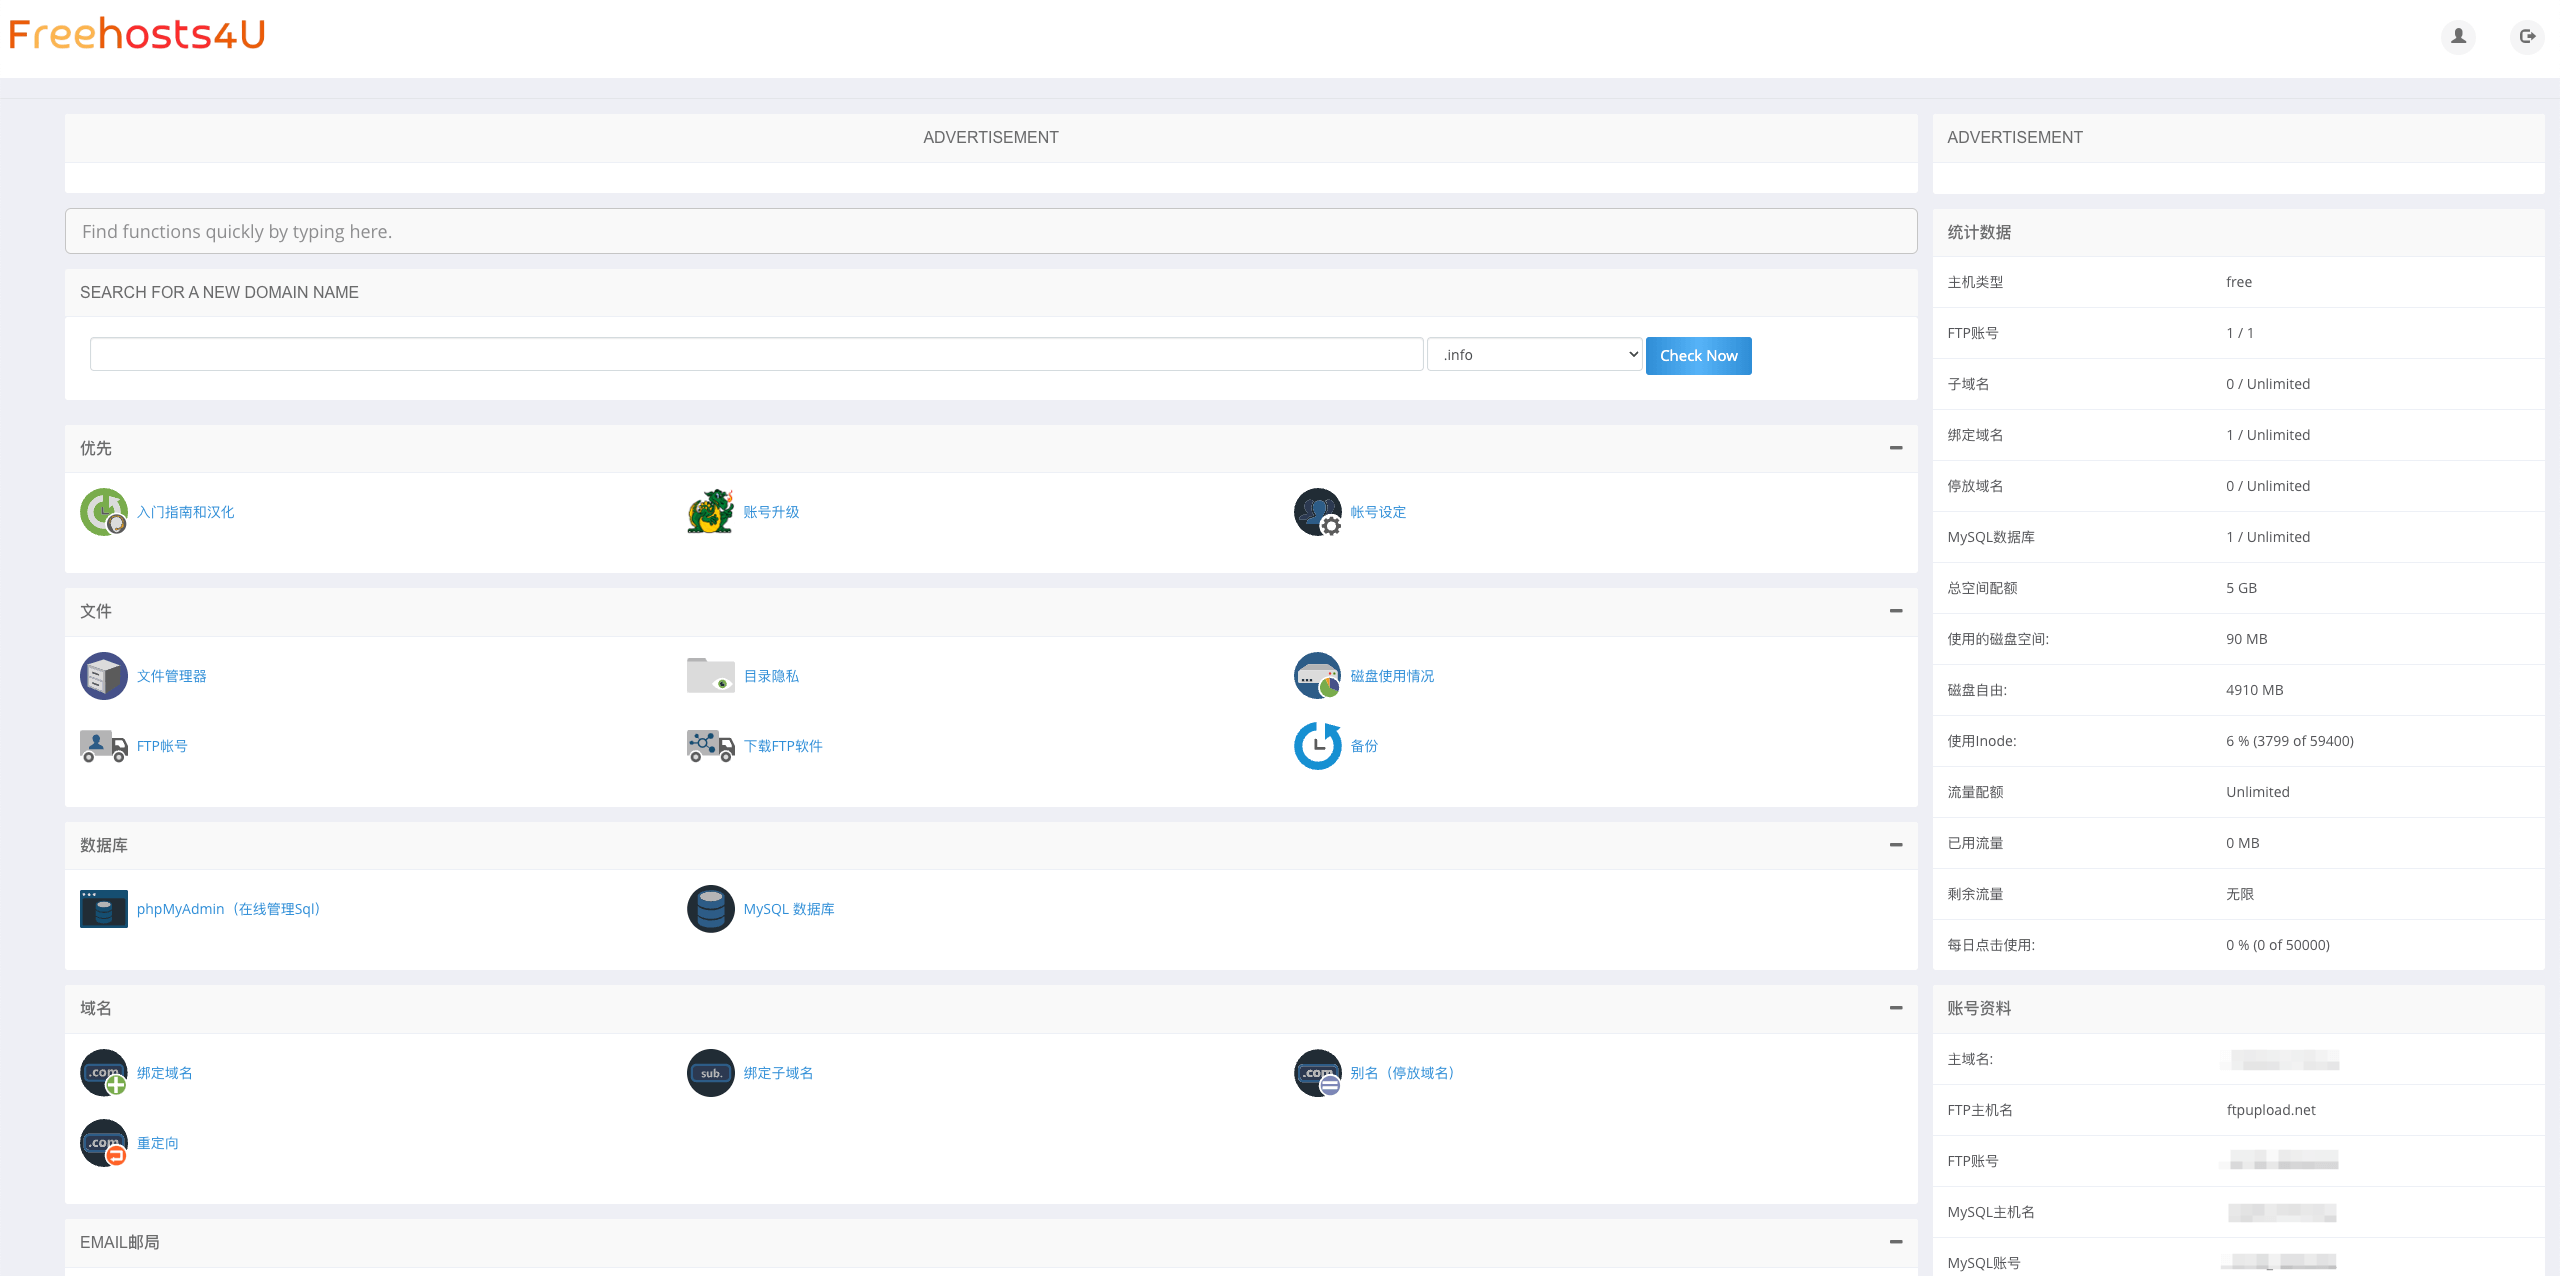 Freehosts4U
ADVERTISEMENT
Find functions quickly by typing here.
SEARCH FOR A NEW DOMAIN NAME
.info
Check Now
优先
入门指南和汉化
账号升级
帐号设定
文件
文件管理器
目录隐私
磁盘使用情况
FTP帐号
下载FTP软件
备份
数据库
phpMyAdmin（在线管理Sql）
MySQL 数据库
域名
.com
绑定域名
sub.
绑定子域名
.com
别名（停放域名）
.com
重定向
EMAIL邮局
ADVERTISEMENT
统计数据
主机类型 free
FTP账号 1 / 1
子域名 0 / Unlimited
绑定域名 1 / Unlimited
停放域名 0 / Unlimited
MySQL数据库 1 / Unlimited
总空间配额 5 GB
使用的磁盘空间: 90 MB
磁盘自由: 4910 MB
使用Inode: 6 % (3799 of 59400)
流量配额 Unlimited
已用流量 0 MB
剩余流量 无限
每日点击使用: 0 % (0 of 50000)
账号资料
主域名:
FTP主机名 ftpupload.net
FTP账号
MySQL主机名
MySQL账号